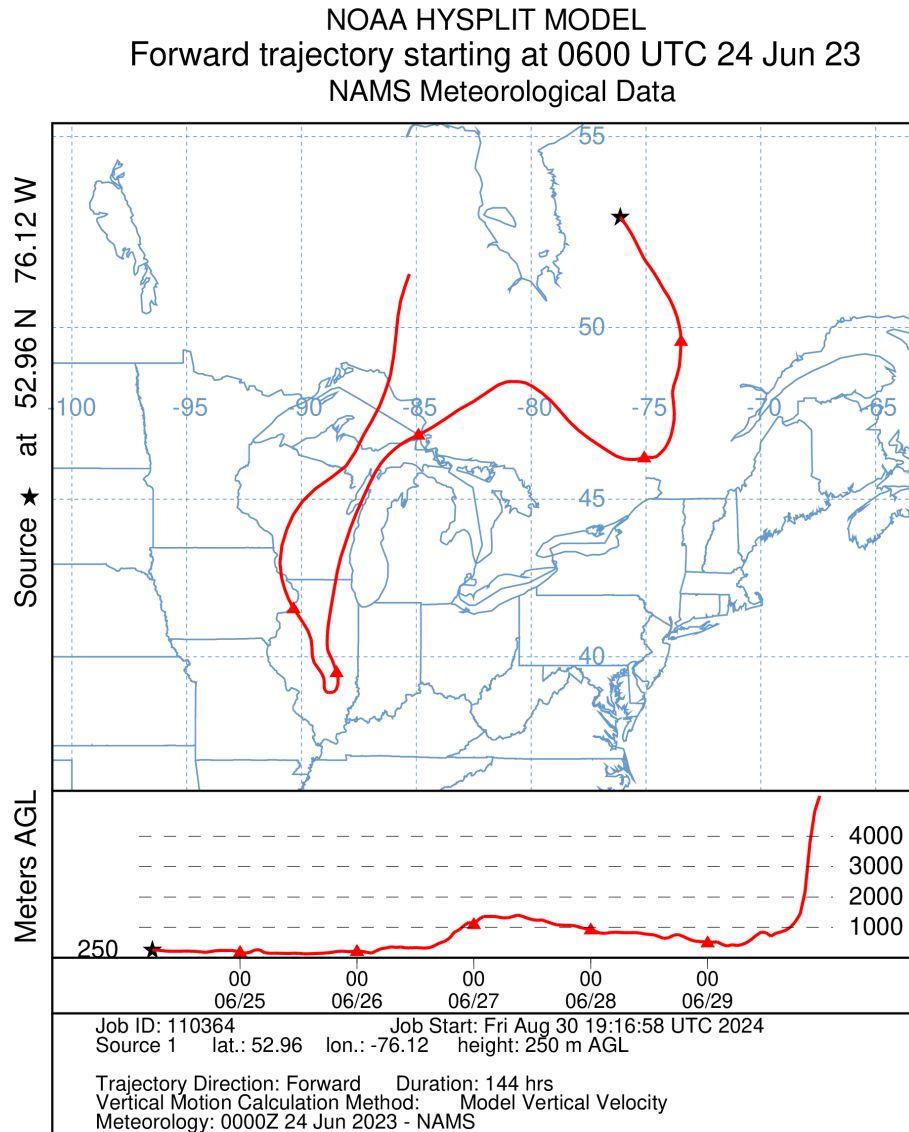 NOAA HYSPLIT MODEL
Forward trajectory starting at 0600 UTC 24 Jun 23
NAMS Meteorological Data
Source ★ at 52.96 N 76.12 W
55
50
-100 -95 -90 -85 -80 -75 -70 -65
45
40
Meters AGL
4000
3000
2000
1000
250
00 00 00 00 00
06/25 06/26 06/27 06/28 06/29
Job ID: 110364 Job Start: Fri Aug 30 19:16:58 UTC 2024
Source 1 lat.: 52.96 lon.: -76.12 height: 250 m AGL
Trajectory Direction: Forward Duration: 144 hrs
Vertical Motion Calculation Method: Model Vertical Velocity
Meteorology: 0000Z 24 Jun 2023 - NAMS